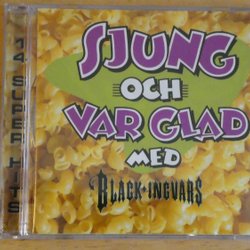 14 SUPER HITS
SJUNG
OCH
VAR GLAD
MED
BLACK-INGVARS